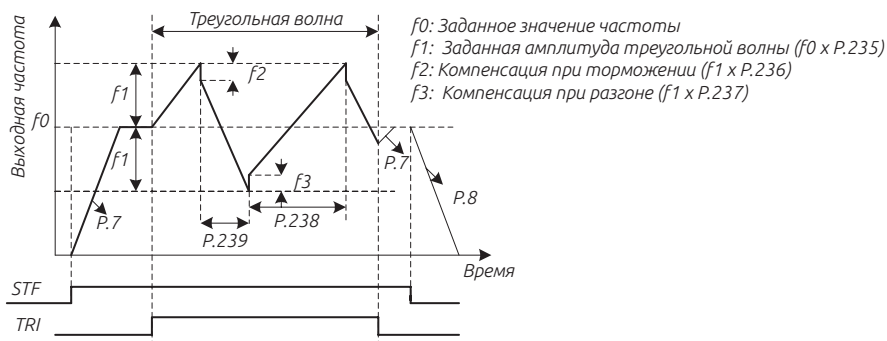 Треугольная волна
f0: Заданное значение частоты
f1: Заданная амплитуда треугольной волны (f0 x P.235)
f2: Компенсация при торможении (f1 x P.236)
f3: Компенсация при разгоне (f1 x P.237)
Выходная частота
f0
f1
f2
f1
f3
P.7
P.239
P.238
P.7
P.8
Время
STF
TRI